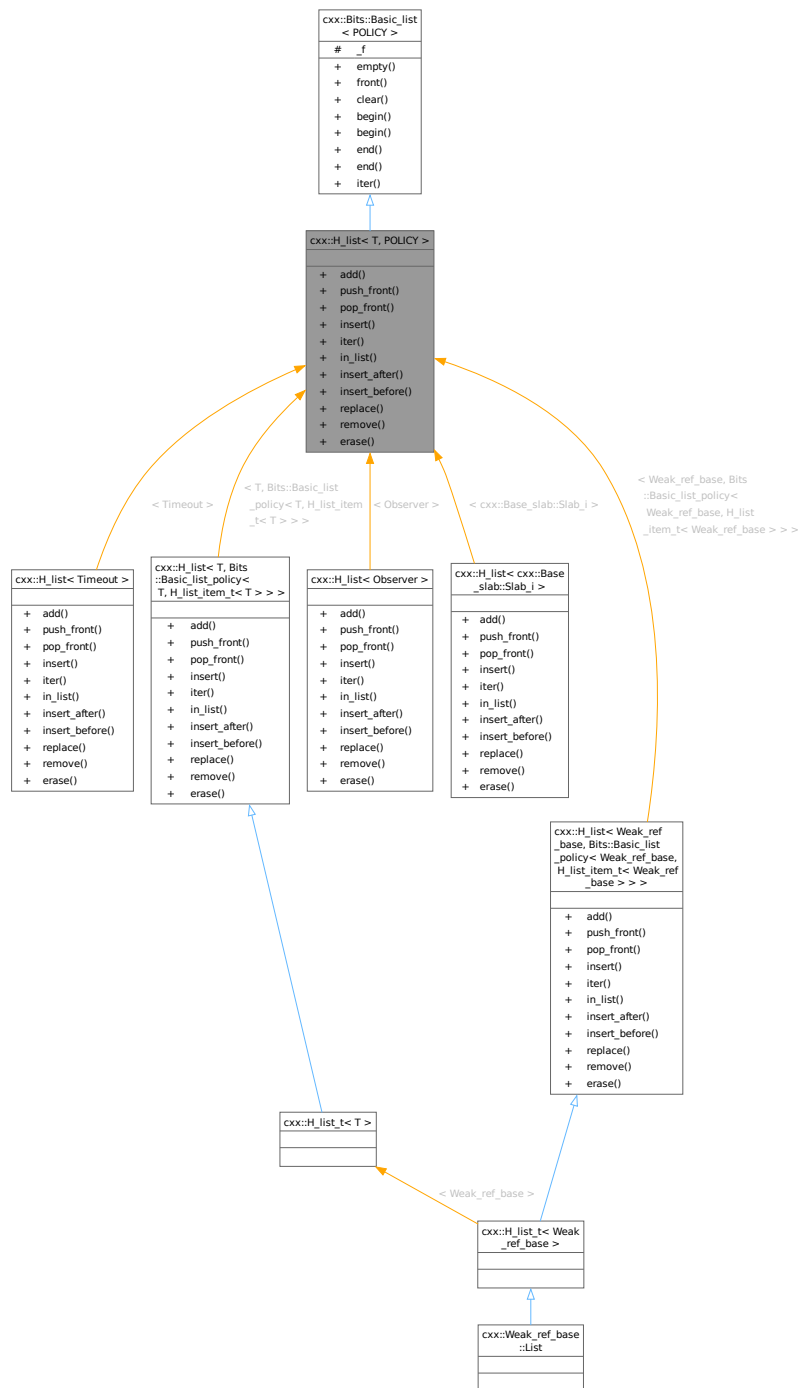 cxx::Bits::Basic_list
< POLICY >
# _f
+ empty()
+ front()
+ clear()
+ begin()
+ begin()
+ end()
+ end()
+ iter()
cxx::H_list< T, POLICY >
+ add()
+ push_front()
+ pop_front()
+ insert()
+ iter()
+ in_list()
+ insert_after()
+ insert_before()
+ replace()
+ remove()
+ erase()
< Timeout >
< T, Bits::Basic_list
_policy< T, H_list_item
_t< T > > >
< Observer >
< cxx::Base_slab::Slab_i >
< Weak_ref_base, Bits
::Basic_list_policy<
Weak_ref_base, H_list
_item_t< Weak_ref_base > > >
cxx::H_list< Timeout >
+ add()
+ push_front()
+ pop_front()
+ insert()
+ iter()
+ in_list()
+ insert_after()
+ insert_before()
+ replace()
+ remove()
+ erase()
cxx::H_list< T, Bits
::Basic_list_policy<
T, H_list_item_t< T > > >
+ add()
+ push_front()
+ pop_front()
+ insert()
+ iter()
+ in_list()
+ insert_after()
+ insert_before()
+ replace()
+ remove()
+ erase()
cxx::H_list< Observer >
+ add()
+ push_front()
+ pop_front()
+ insert()
+ iter()
+ in_list()
+ insert_after()
+ insert_before()
+ replace()
+ remove()
+ erase()
cxx::H_list< cxx::Base
_slab::Slab_i >
+ add()
+ push_front()
+ pop_front()
+ insert()
+ iter()
+ in_list()
+ insert_after()
+ insert_before()
+ replace()
+ remove()
+ erase()
cxx::H_list< Weak_ref
_base, Bits::Basic_list
_policy< Weak_ref_base,
H_list_item_t< Weak_ref
_base > > >
+ add()
+ push_front()
+ pop_front()
+ insert()
+ iter()
+ in_list()
+ insert_after()
+ insert_before()
+ replace()
+ remove()
+ erase()
cxx::H_list_t< T >
< Weak_ref_base >
cxx::H_list_t< Weak
_ref_base >
cxx::Weak_ref_base
::List